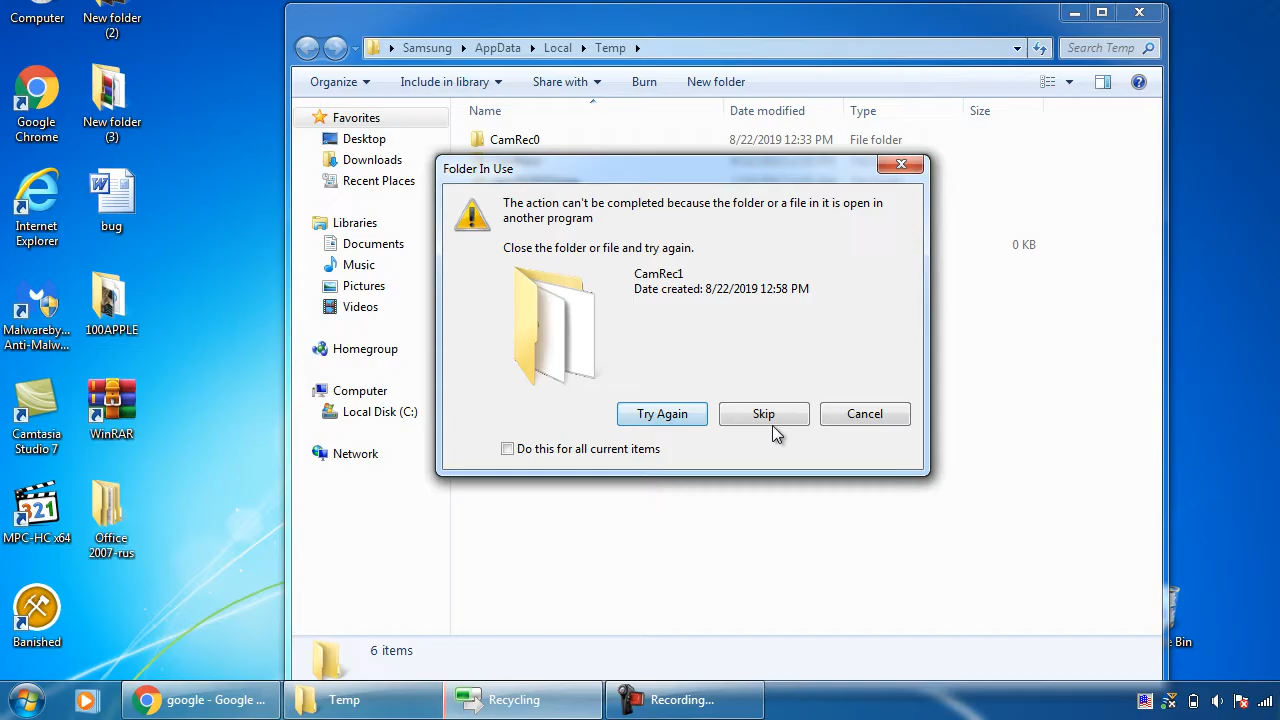 Computer
New folder
(2)
Google
Chrome
New folder
(3)
Internet
Explorer
bug
Malwareby...
Anti-Malw...
100APPLE
Camtasia
Studio 7
WinRAR
MPC-HC x64
Office
2007-rus
Banished
Samsung
AppData
Local
Temp
Search Temp
Organize
Include in library
Share with
Burn
New folder
Favorites
Desktop
Downloads
Recent Places
Libraries
Documents
Music
Pictures
Videos
Homegroup
Computer
Local Disk (C:)
Network
Name
Date modified
Type
Size
CamRec0
8/22/2019 12:33 PM
File folder
0 KB
Folder In Use
The action can't be completed because the folder or a file in it is open in
another program
Close the folder or file and try again.
CamRec1
Date created: 8/22/2019 12:58 PM
Try Again
Skip
Cancel
Do this for all current items
6 items
e Bin
google - Google ...
Temp
Recycling
Recording...